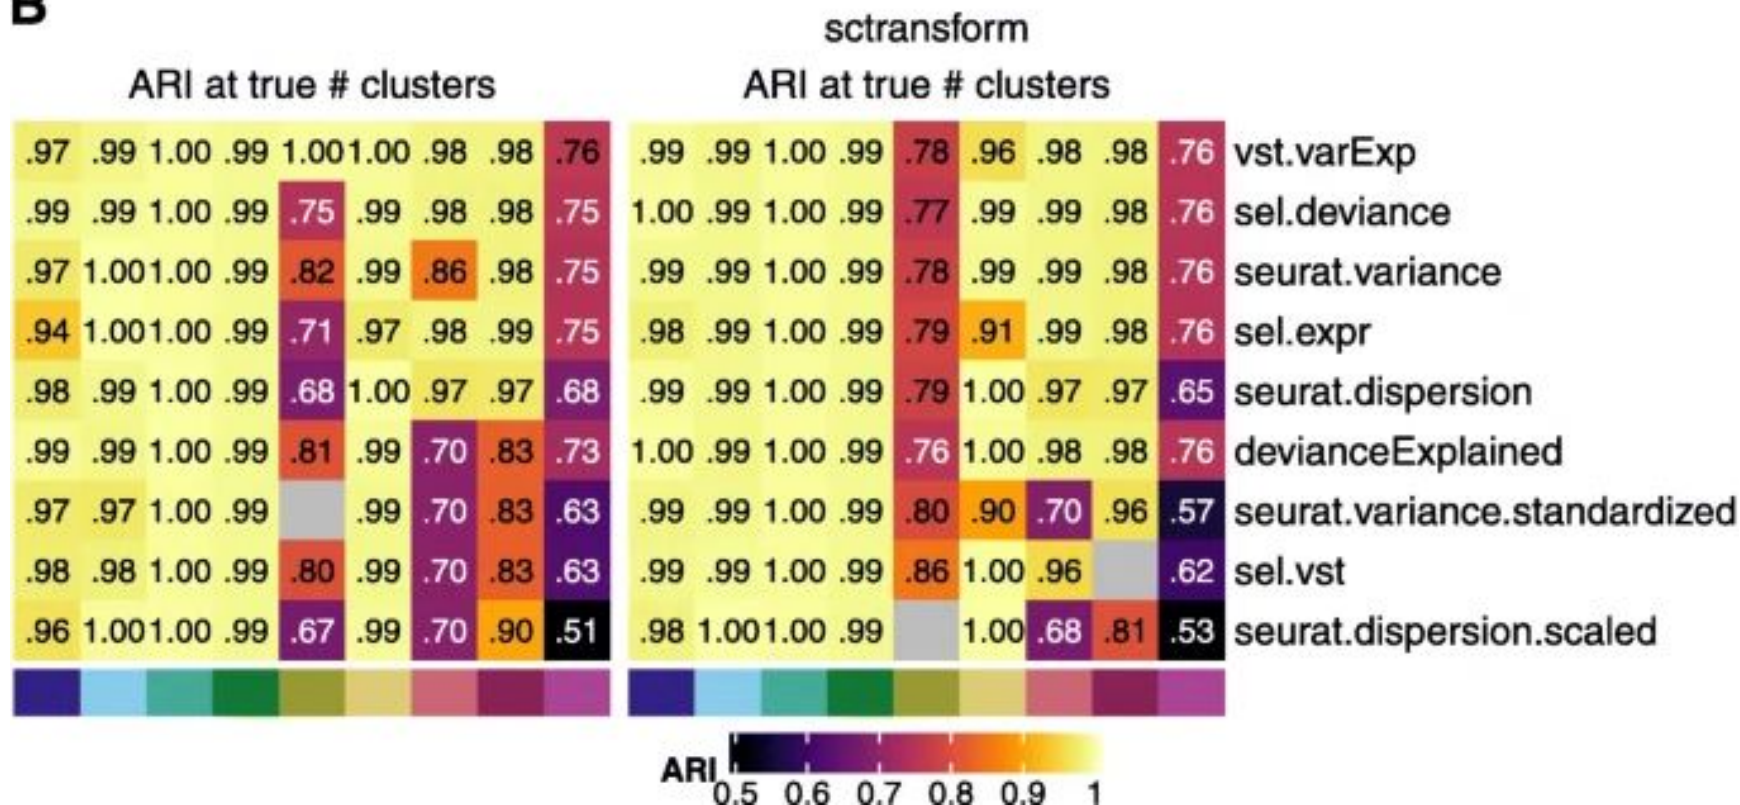 B
sctransform
ARI at true # clusters ARI at true # clusters
.97 .99 1.00 .99 1.00 1.00 .98 .98 .76 .99 .99 1.00 .99 .78 .96 .98 .98 .76 vst.varExp
.99 .99 1.00 .99 .75 .99 .98 .98 .75 1.00 .99 1.00 .99 .77 .99 .99 .98 .76 sel.deviance
.97 1.00 1.00 .99 .82 .99 .86 .98 .75 .99 .99 1.00 .99 .78 .99 .99 .98 .76 seurat.variance
.94 1.00 1.00 .99 .71 .97 .98 .99 .75 .98 .99 1.00 .99 .79 .91 .99 .98 .76 sel.expr
.98 .99 1.00 .99 .68 1.00 .97 .97 .68 .99 .99 1.00 .99 .79 1.00 .97 .97 .65 seurat.dispersion
.99 .99 1.00 .99 .81 .99 .70 .83 .73 1.00 .99 1.00 .99 .76 1.00 .98 .98 .76 devianceExplained
.97 .97 1.00 .99 .99 .70 .83 .63 .99 .99 1.00 .99 .80 .90 .70 .96 .57 seurat.variance.standardized
.98 .98 1.00 .99 .80 .99 .70 .83 .63 .99 .99 1.00 .99 .86 1.00 .96 .62 sel.vst
.96 1.00 1.00 .99 .67 .99 .70 .90 .51 .98 1.00 1.00 .99 1.00 .68 .81 .53 seurat.dispersion.scaled
ARI
0.5 0.6 0.7 0.8 0.9 1